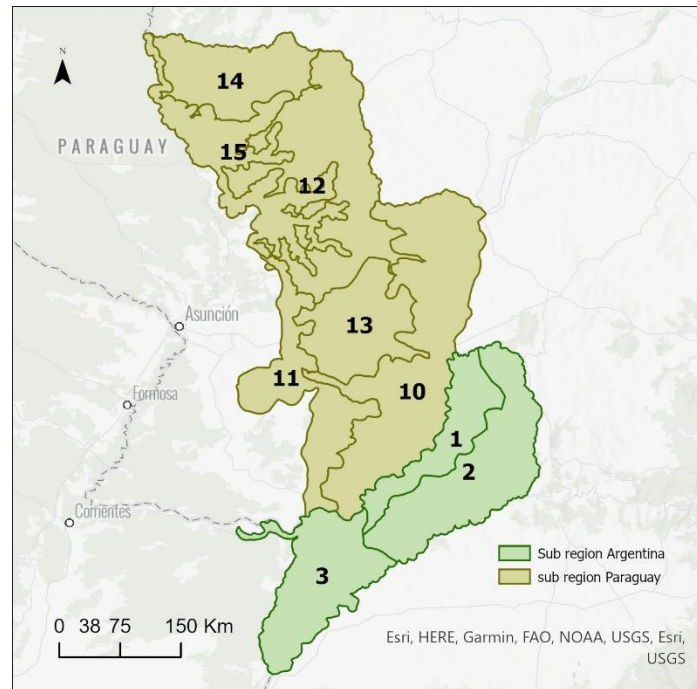 N
14
PARAGUAY
15
12
Asunción
13
11
10
Formosa
1
2
Corrientes
3
Sub region Argentina
sub region Paraguay
0 38 75 150 Km
Esri, HERE, Garmin, FAO, NOAA, USGS, Esri,
USGS